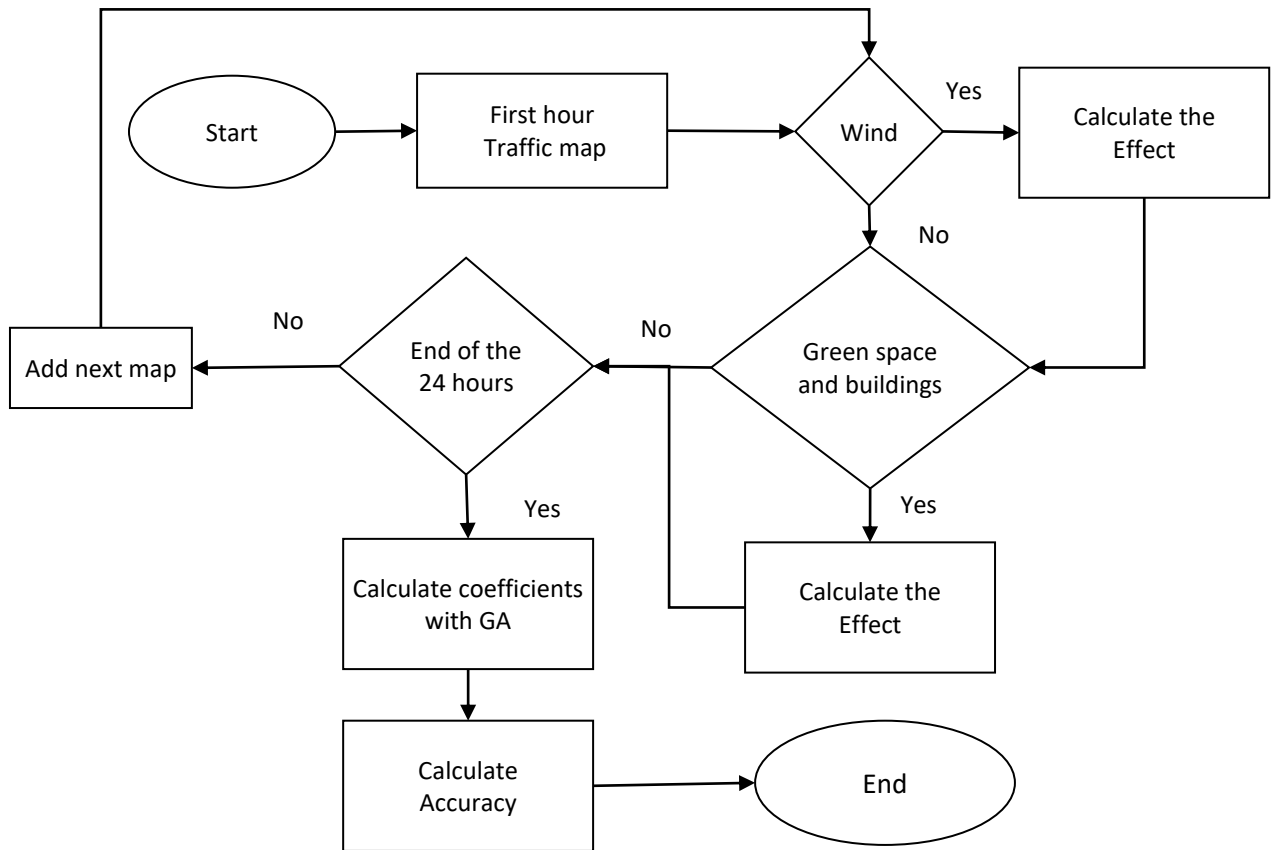 Start
First hour
Traffic map
Wind
Yes
Calculate the
Effect
No
Green space
and buildings
No
End of the
24 hours
No
Add next map
Yes
Calculate the
Effect
Yes
Calculate coefficients
with GA
Calculate
Accuracy
End